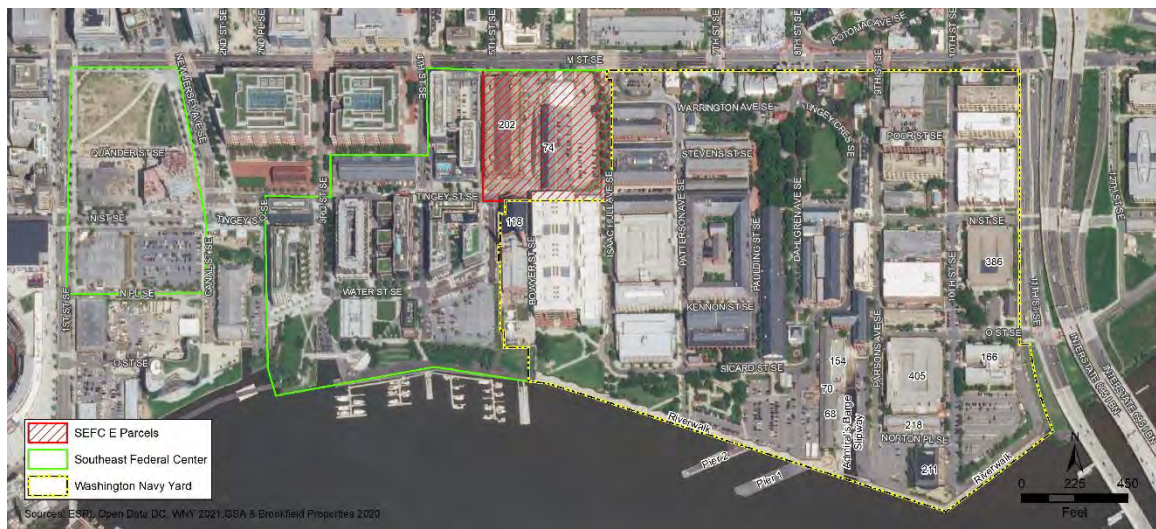 2ND ST SE
2ND PL SE
4TH ST SE
5TH ST SE
7TH ST SE
8TH ST SE
POTOMAC AVE SE
9TH ST SE
10TH ST SE
M ST SE
NEW JERSEY AVE SE
WARRINGTON AVE SE
TINGEY CRES SE
202
74
POOR ST SE
QUANDER ST SE
STEVENS ST SE
12TH ST SE
3RD ST SE
TINGEY ST SE
ISAAC HULL AVE SE
PATTERSON AVE SE
PAULDING ST SE
DAHLGREN AVE SE
N ST SE
TINGEY ST SE
118
N ST SE
BOWYER ST SE
386
CANAL ST SE
N PL SE
WATER ST SE
10TH ST SE
11TH ST SE
1ST ST SE
KENNON ST SE
PARSONS AVE SE
O ST SE
O ST SE
154
166
SICARD ST SE
405
70
68
Riverwalk
218
NORTON PL SE
Admiral's Barge
Slipway
211
Pier 2
Pier 1
Riverwalk
INTERSTATE 695 IB N
INTERSTATE 695 OB N
SEFC E Parcels
Southeast Federal Center
Washington Navy Yard
N
0 225 450
Feet
Sources: ESRI, Open Data DC, WNY 2021, GSA & Brookfield Properties 2020